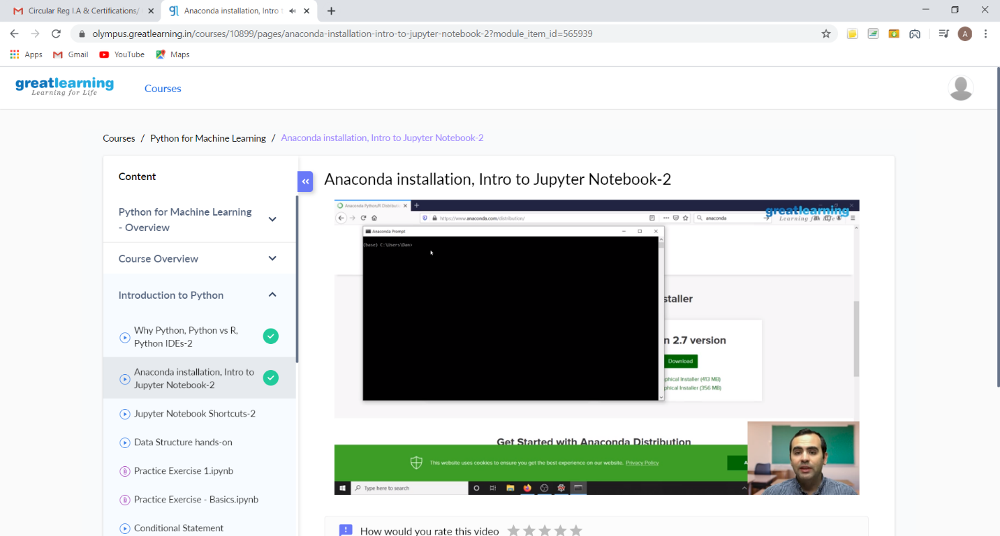 Circular Reg I.A & Certifications/
Anaconda installation, Intro
olympus.greatlearning.in/courses/10899/pages/anaconda-installation-intro-to-jupyter-notebook-2?module_item_id=565939
A
Apps
Gmail
YouTube
Maps
greatlearning
Learning for Life
Courses
Courses / Python for Machine Learning / Anaconda installation, Intro to Jupyter Notebook-2
Content
Python for Machine Learning
- Overview
Course Overview
Introduction to Python
Why Python, Python vs R,
Python IDEs-2
Anaconda installation, Intro to
Jupyter Notebook-2
Jupyter Notebook Shortcuts-2
Data Structure hands-on
Practice Exercise 1.ipynb
Practice Exercise - Basics.ipynb
Conditional Statement
Anaconda installation, Intro to Jupyter Notebook-2
Anaconda Python/R Distributi
https://www.anaconda.com/distribution/
anaconda
greatlearning
Learning for Life
Anaconda Prompt
(base) C:\Users\Dan>
staller
n 2.7 version
Download
phical Installer (413 MB)
phical Installer (356 MB)
Get Started with Anaconda Distribution
This website uses cookies to ensure you get the best experience on our website. Privacy Policy
A
Type here to search
How would you rate this video